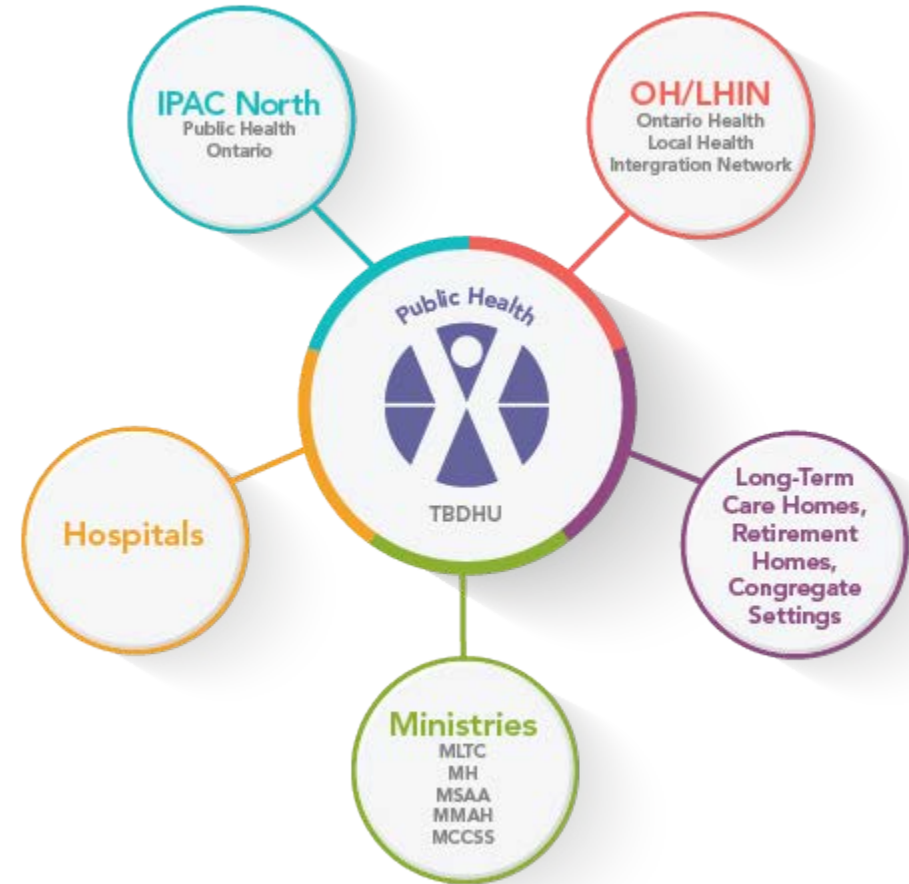 IPAC North
Public Health
Ontario
OH/LHIN
Ontario Health
Local Health
Intergration Network
Public Health
TBDHU
Hospitals
Long-Term
Care Homes,
Retirement
Homes,
Congregate
Settings
Ministries
MLTC
MH
MSAA
MMAH
MCCSS